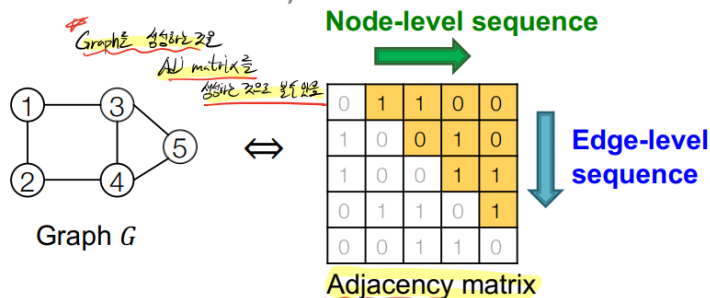 Node-level sequence
Graph를 생성하는 것을
Adj matrix를
생성하는 것으로 볼 수 있음
1 3
5
2 4
⇔
0 1 1 0 0
1 0 0 1 0
1 0 0 1 1
0 1 1 0 1
0 0 1 1 0
Edge-level
sequence
Graph G
Adjacency matrix